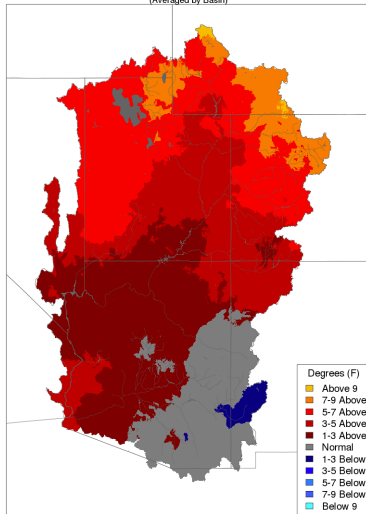 (Averaged by Basin)
Degrees (F)
Above 9
7-9 Above
5-7 Above
3-5 Above
1-3 Above
Normal
1-3 Below
3-5 Below
5-7 Below
7-9 Below
Below 9